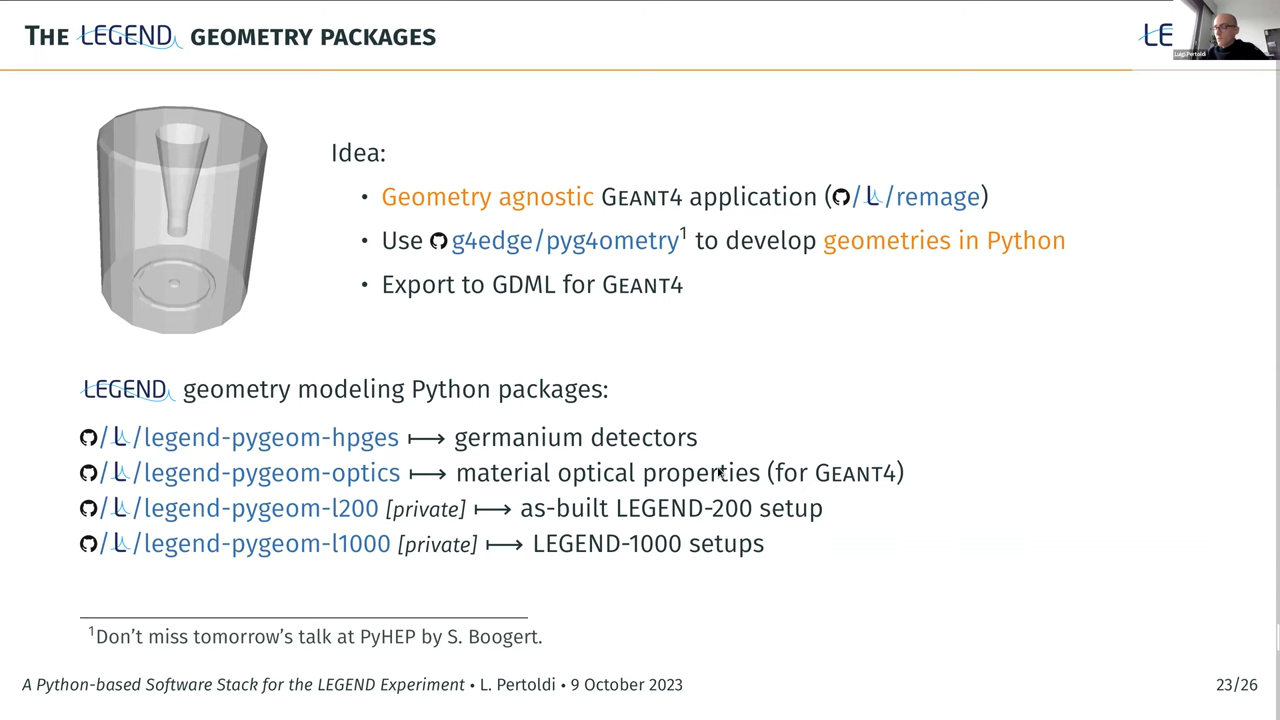 THE LEGEND GEOMETRY PACKAGES
LE
Luigi Pertoldi
Idea:
• Geometry agnostic GEANT4 application (/L/remage)
• Use g4edge/pyg4ometry1 to develop geometries in Python
• Export to GDML for GEANT4
LEGEND geometry modeling Python packages:
/L/legend-pygeom-hpges ⟼ germanium detectors
/L/legend-pygeom-optics ⟼ material optical properties (for GEANT4)
/L/legend-pygeom-l200 [private] ⟼ as-built LEGEND-200 setup
/L/legend-pygeom-l1000 [private] ⟼ LEGEND-1000 setups
1Don't miss tomorrow's talk at PyHEP by S. Boogert.
A Python-based Software Stack for the LEGEND Experiment • L. Pertoldi • 9 October 2023
23/26